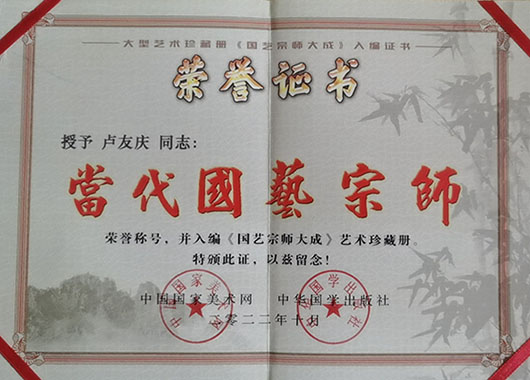 大型艺术珍藏册《国艺宗师大成》入编证书
荣誉证书
授予 卢友庆 同志：
當代國藝宗師
荣誉称号，并入编《国艺宗师大成》艺术珍藏册。
特颁此证，以兹留念！
中国国家美术网 中华国学出版社
二零二二年十月